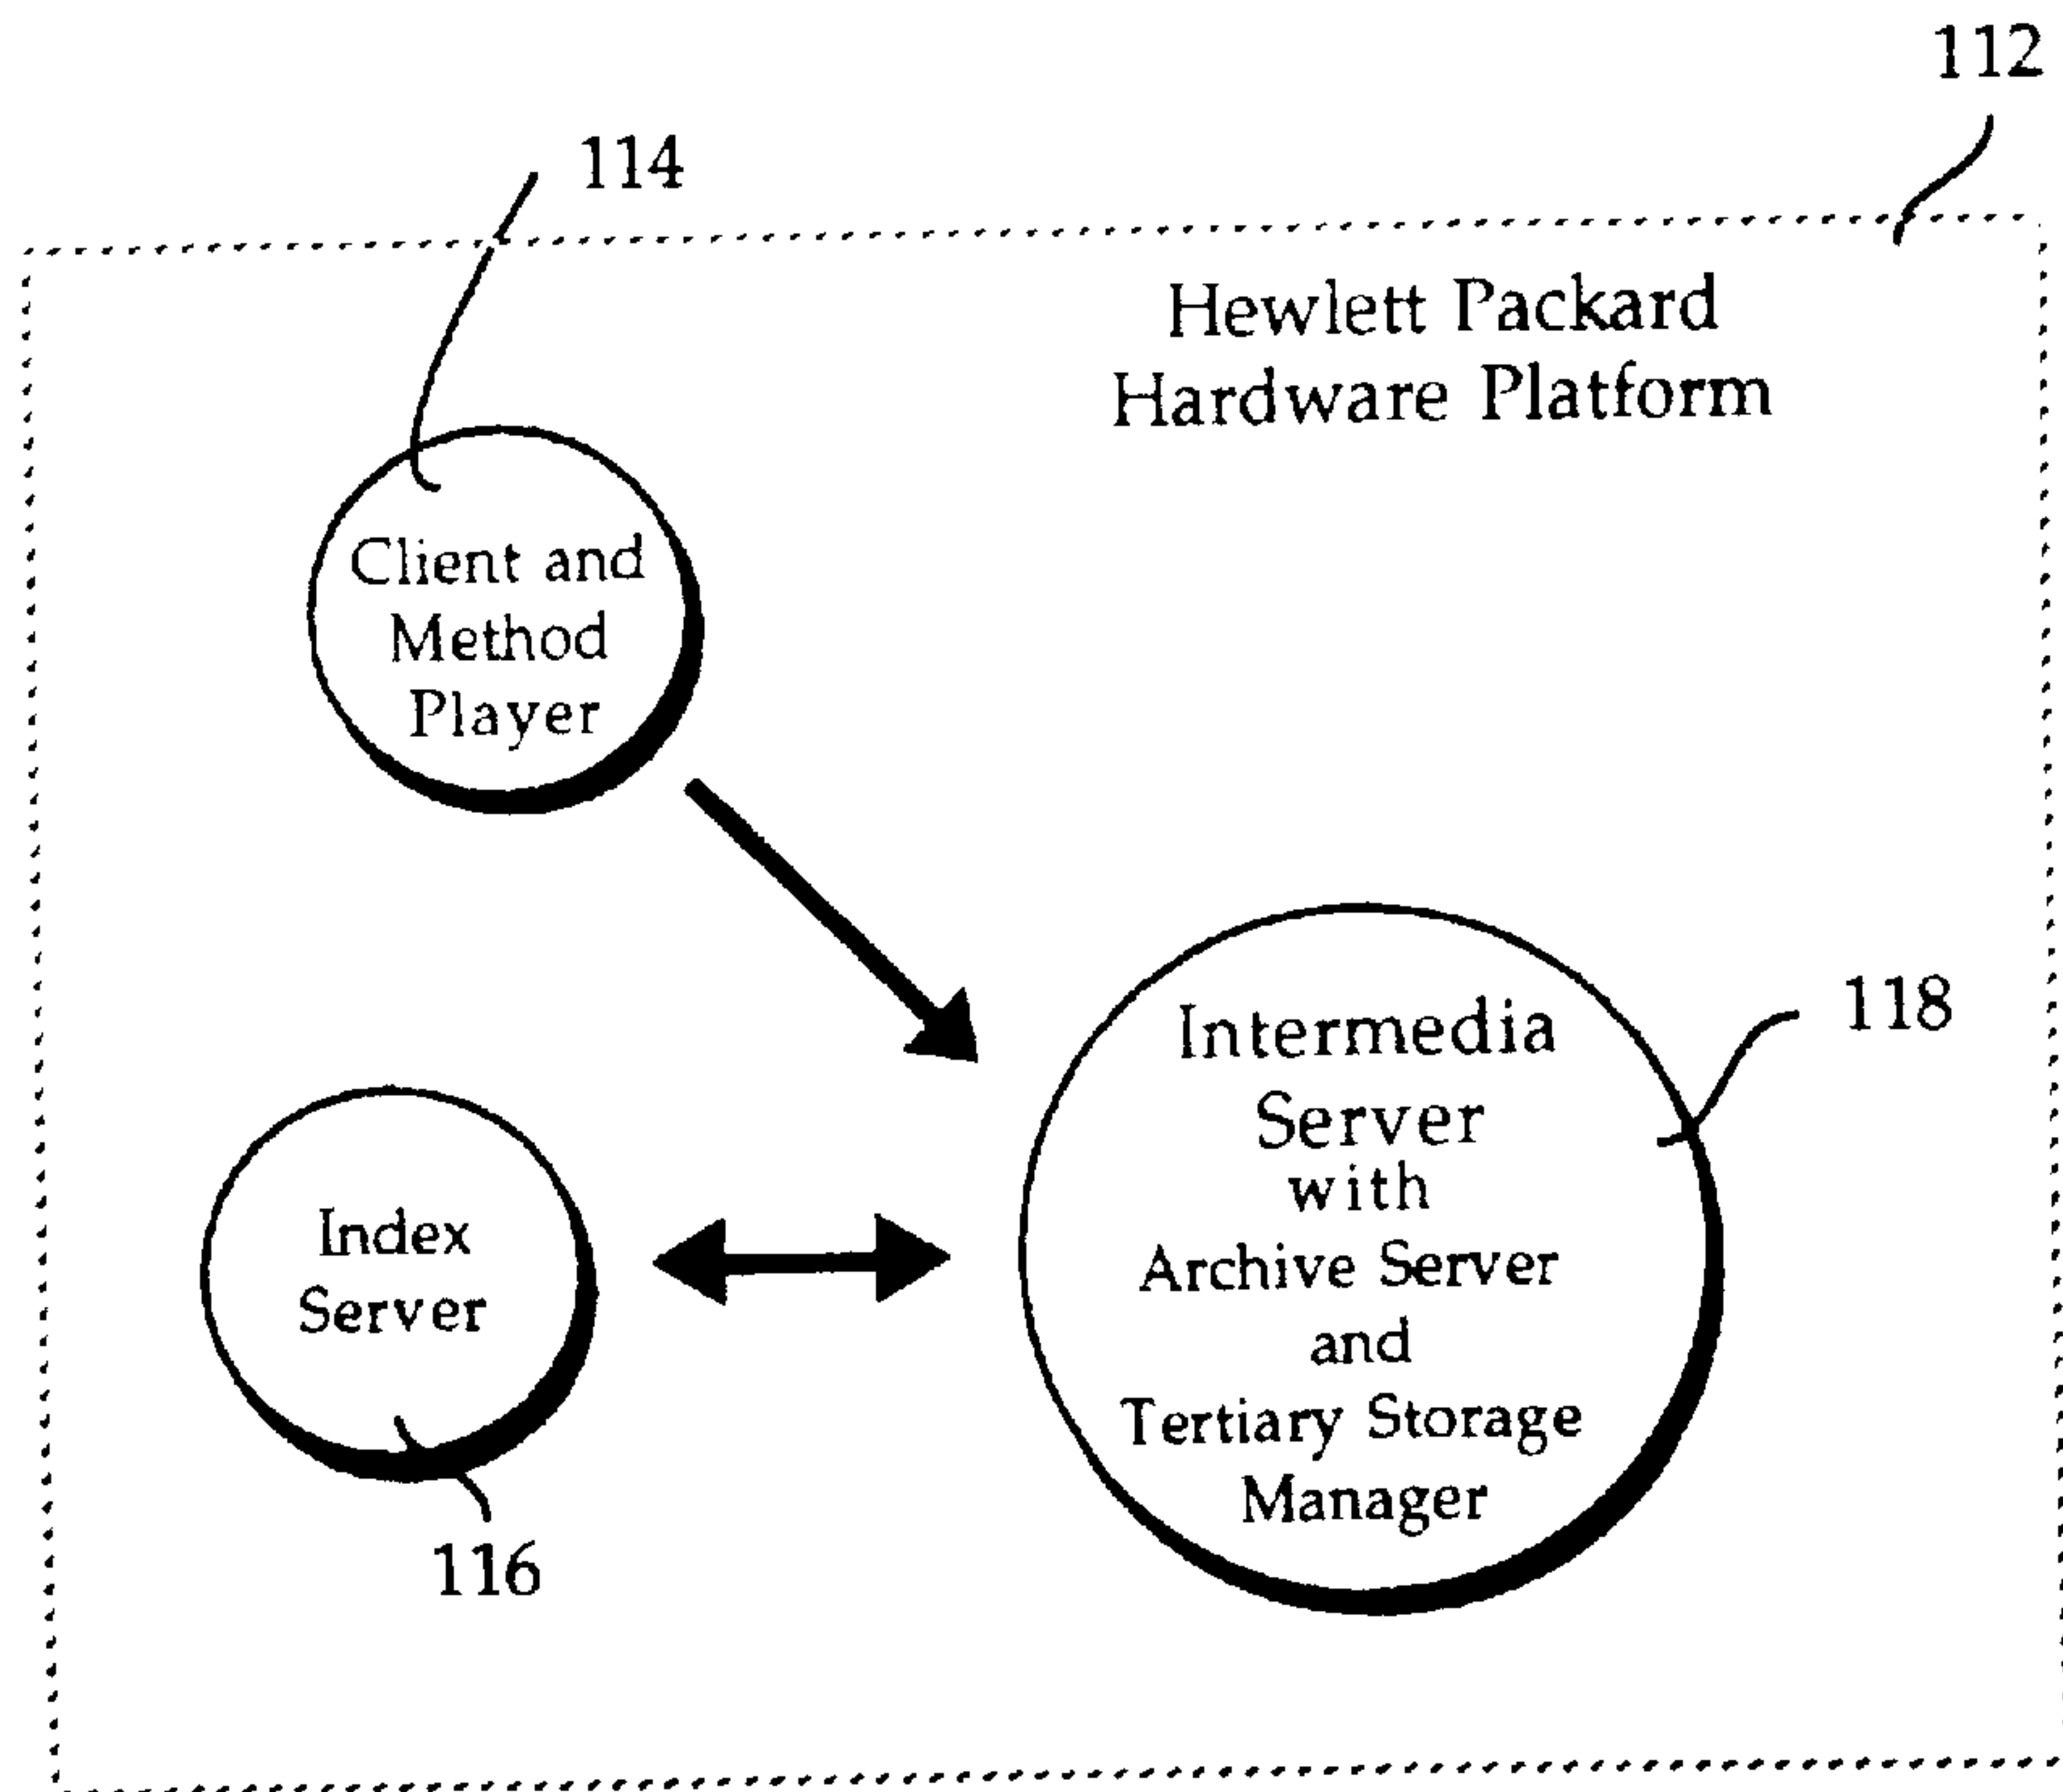 112
114
Hewlett Packard
Hardware Platform
Client and
Method
Player
118
Intermedia
Server
with
Archive Server
and
Tertiary Storage
Manager
Index
Server
116